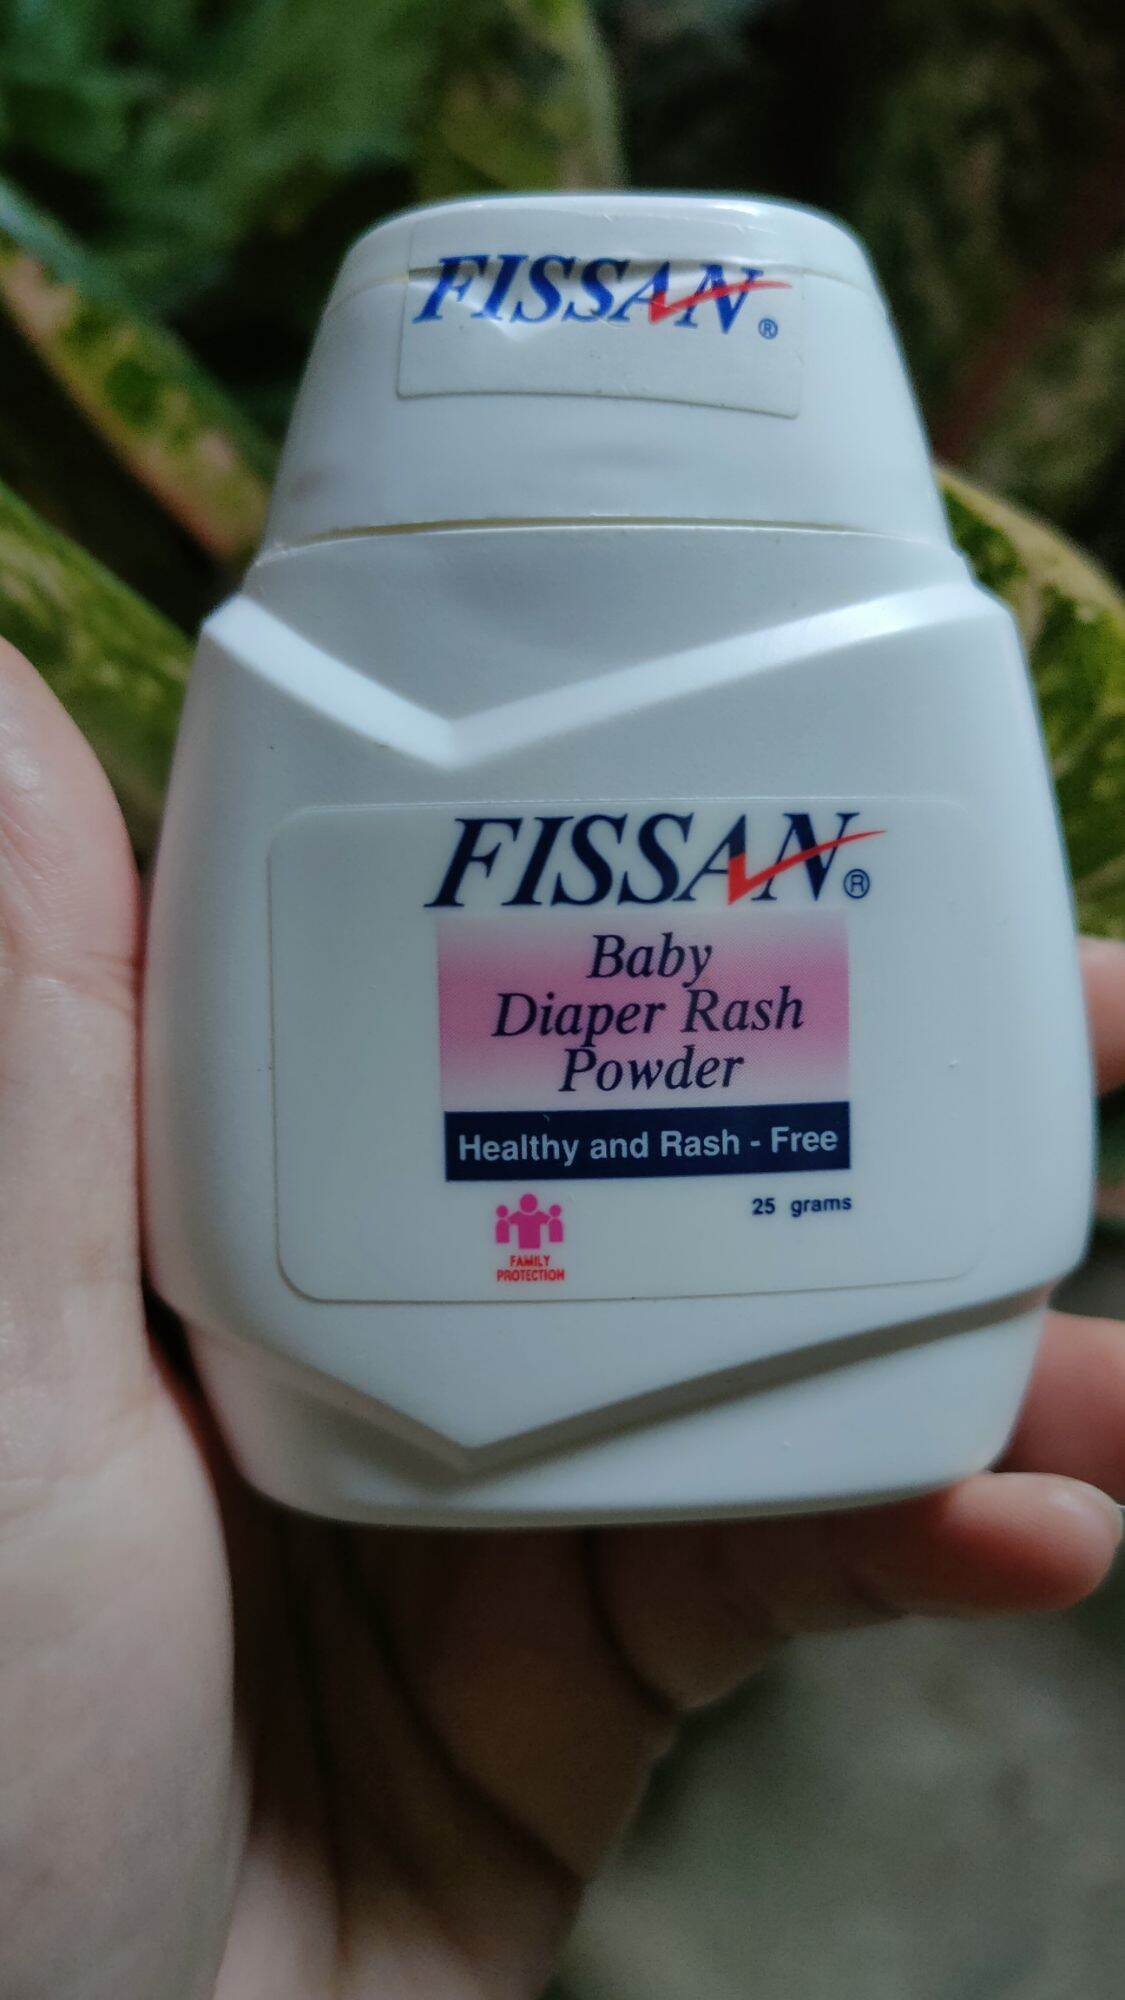 FISSAN®
FISSAN®
Baby
Diaper Rash
Powder
Healthy and Rash - Free
25 grams
FAMILY
PROTECTION